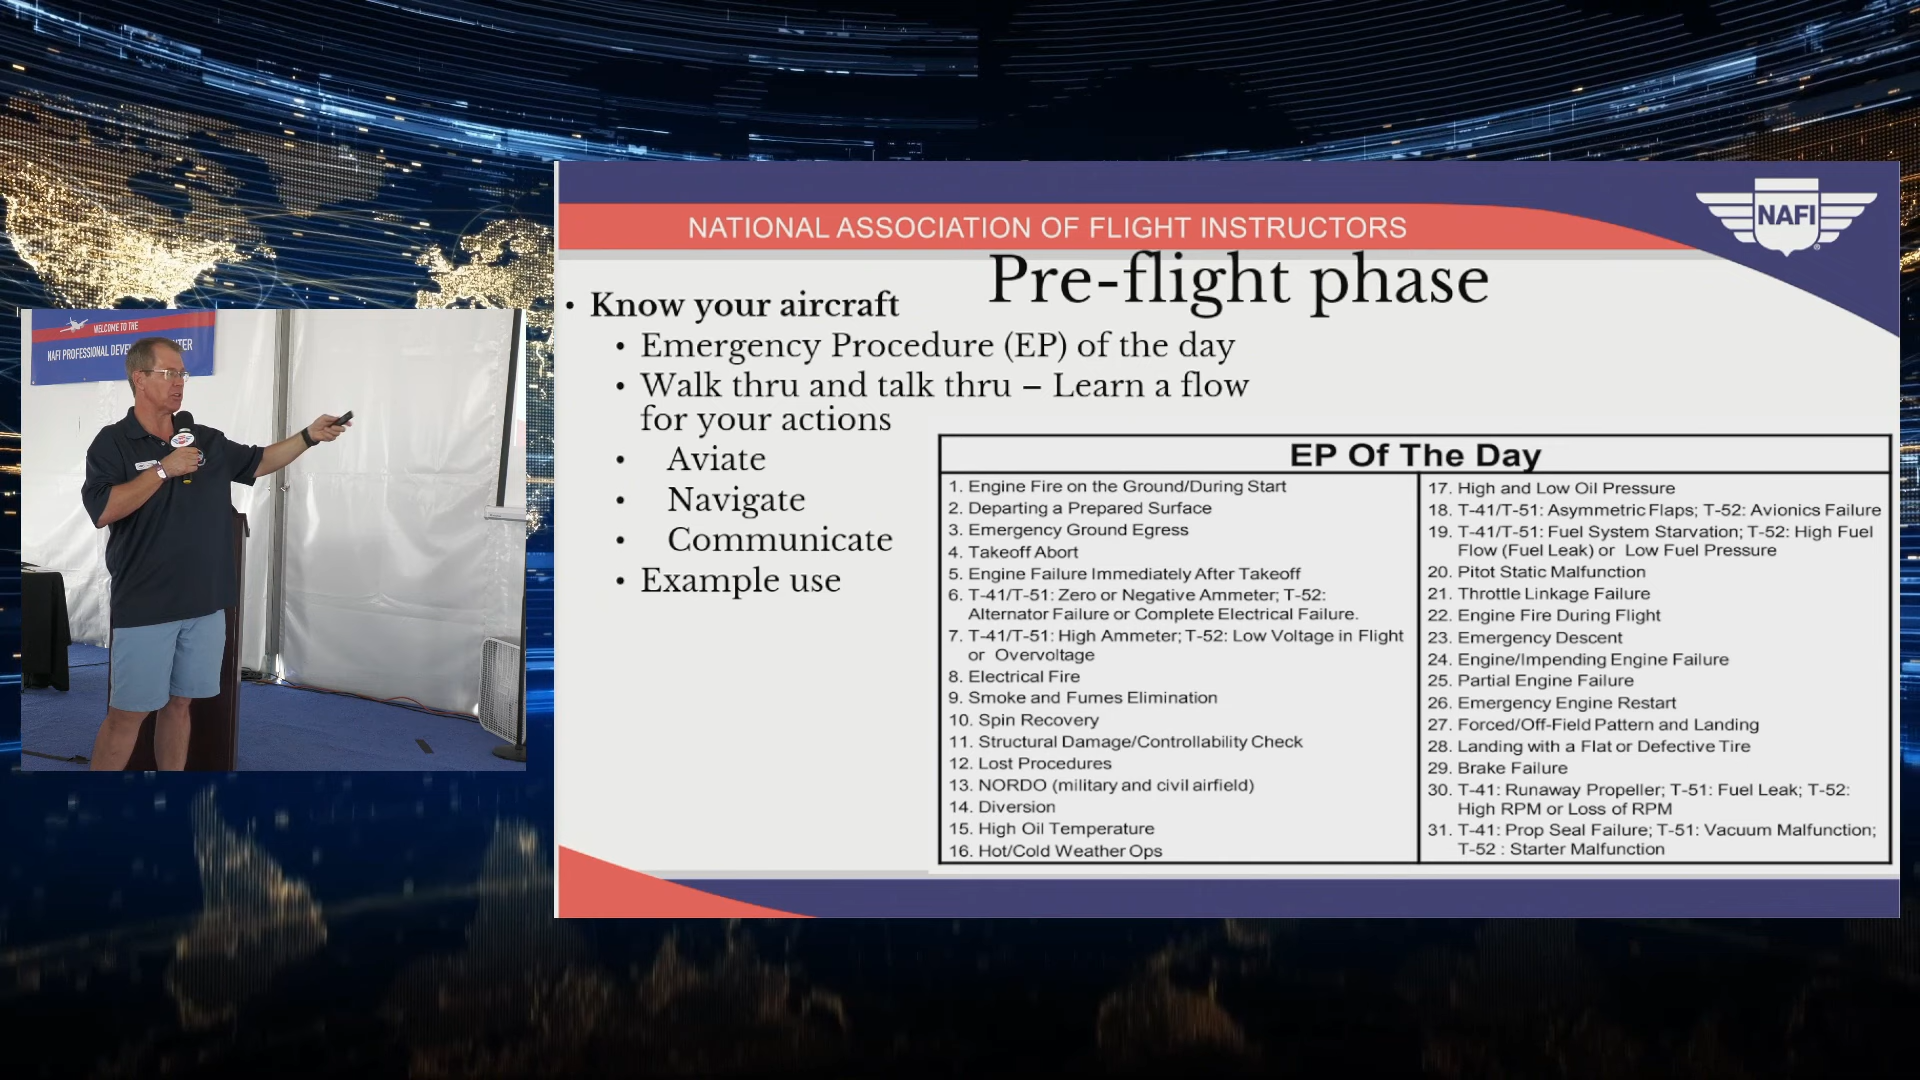 WELCOME TO THE
NAFI PROFESSIONAL DEVE
TER
NATIONAL ASSOCIATION OF FLIGHT INSTRUCTORS
NAFI
Pre-flight phase
• Know your aircraft
• Emergency Procedure (EP) of the day
• Walk thru and talk thru – Learn a flow
for your actions
• Aviate
• Navigate
• Communicate
• Example use
EP Of The Day
1. Engine Fire on the Ground/During Start
2. Departing a Prepared Surface
3. Emergency Ground Egress
4. Takeoff Abort
5. Engine Failure Immediately After Takeoff
6. T-41/T-51: Zero or Negative Ammeter; T-52:
Alternator Failure or Complete Electrical Failure.
7. T-41/T-51: High Ammeter; T-52: Low Voltage in Flight
or Overvoltage
8. Electrical Fire
9. Smoke and Fumes Elimination
10. Spin Recovery
11. Structural Damage/Controllability Check
12. Lost Procedures
13. NORDO (military and civil airfield)
14. Diversion
15. High Oil Temperature
16. Hot/Cold Weather Ops
17. High and Low Oil Pressure
18. T-41/T-51: Asymmetric Flaps; T-52: Avionics Failure
19. T-41/T-51: Fuel System Starvation; T-52: High Fuel
Flow (Fuel Leak) or Low Fuel Pressure
20. Pitot Static Malfunction
21. Throttle Linkage Failure
22. Engine Fire During Flight
23. Emergency Descent
24. Engine/Impending Engine Failure
25. Partial Engine Failure
26. Emergency Engine Restart
27. Forced/Off-Field Pattern and Landing
28. Landing with a Flat or Defective Tire
29. Brake Failure
30. T-41: Runaway Propeller; T-51: Fuel Leak; T-52:
High RPM or Loss of RPM
31. T-41: Prop Seal Failure; T-51: Vacuum Malfunction;
T-52 : Starter Malfunction